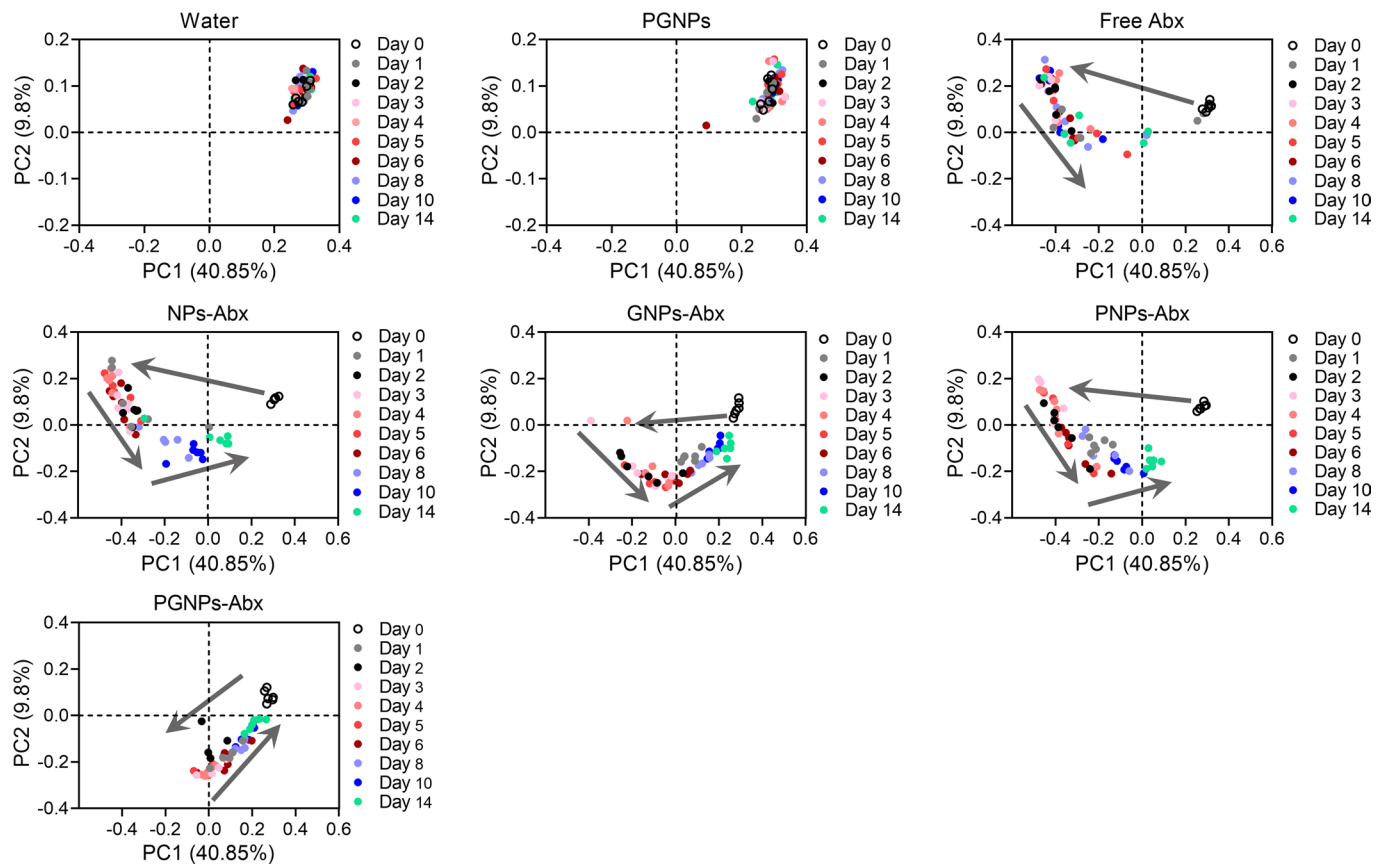 Water
PC2 (9.8%)
0.2
0.1
0.0
-0.1
-0.2
-0.4
-0.2
0.0
0.2
0.4
PC1 (40.85%)
Day 0
Day 1
Day 2
Day 3
Day 4
Day 5
Day 6
Day 8
Day 10
Day 14
PGNPs
PC2 (9.8%)
0.2
0.1
0.0
-0.1
-0.2
-0.4
-0.2
0.0
0.2
0.4
PC1 (40.85%)
Day 0
Day 1
Day 2
Day 3
Day 4
Day 5
Day 6
Day 8
Day 10
Day 14
Free Abx
PC2 (9.8%)
0.4
0.2
0.0
-0.2
-0.4
-0.4
-0.2
0.0
0.2
0.4
0.6
PC1 (40.85%)
Day 0
Day 1
Day 2
Day 3
Day 4
Day 5
Day 6
Day 8
Day 10
Day 14
NPs-Abx
PC2 (9.8%)
0.4
0.2
0.0
-0.2
-0.4
-0.4
-0.2
0.0
0.2
0.4
0.6
PC1 (40.85%)
Day 0
Day 1
Day 2
Day 3
Day 4
Day 5
Day 6
Day 8
Day 10
Day 14
GNPs-Abx
PC2 (9.8%)
0.4
0.2
0.0
-0.2
-0.4
-0.4
-0.2
0.0
0.2
0.4
0.6
PC1 (40.85%)
Day 0
Day 1
Day 2
Day 3
Day 4
Day 5
Day 6
Day 8
Day 10
Day 14
PNPs-Abx
PC2 (9.8%)
0.4
0.2
0.0
-0.2
-0.4
-0.4
-0.2
0.0
0.2
0.4
0.6
PC1 (40.85%)
Day 0
Day 1
Day 2
Day 3
Day 4
Day 5
Day 6
Day 8
Day 10
Day 14
PGNPs-Abx
PC2 (9.8%)
0.4
0.2
0.0
-0.2
-0.4
-0.4
-0.2
0.0
0.2
0.4
0.6
PC1 (40.85%)
Day 0
Day 1
Day 2
Day 3
Day 4
Day 5
Day 6
Day 8
Day 10
Day 14